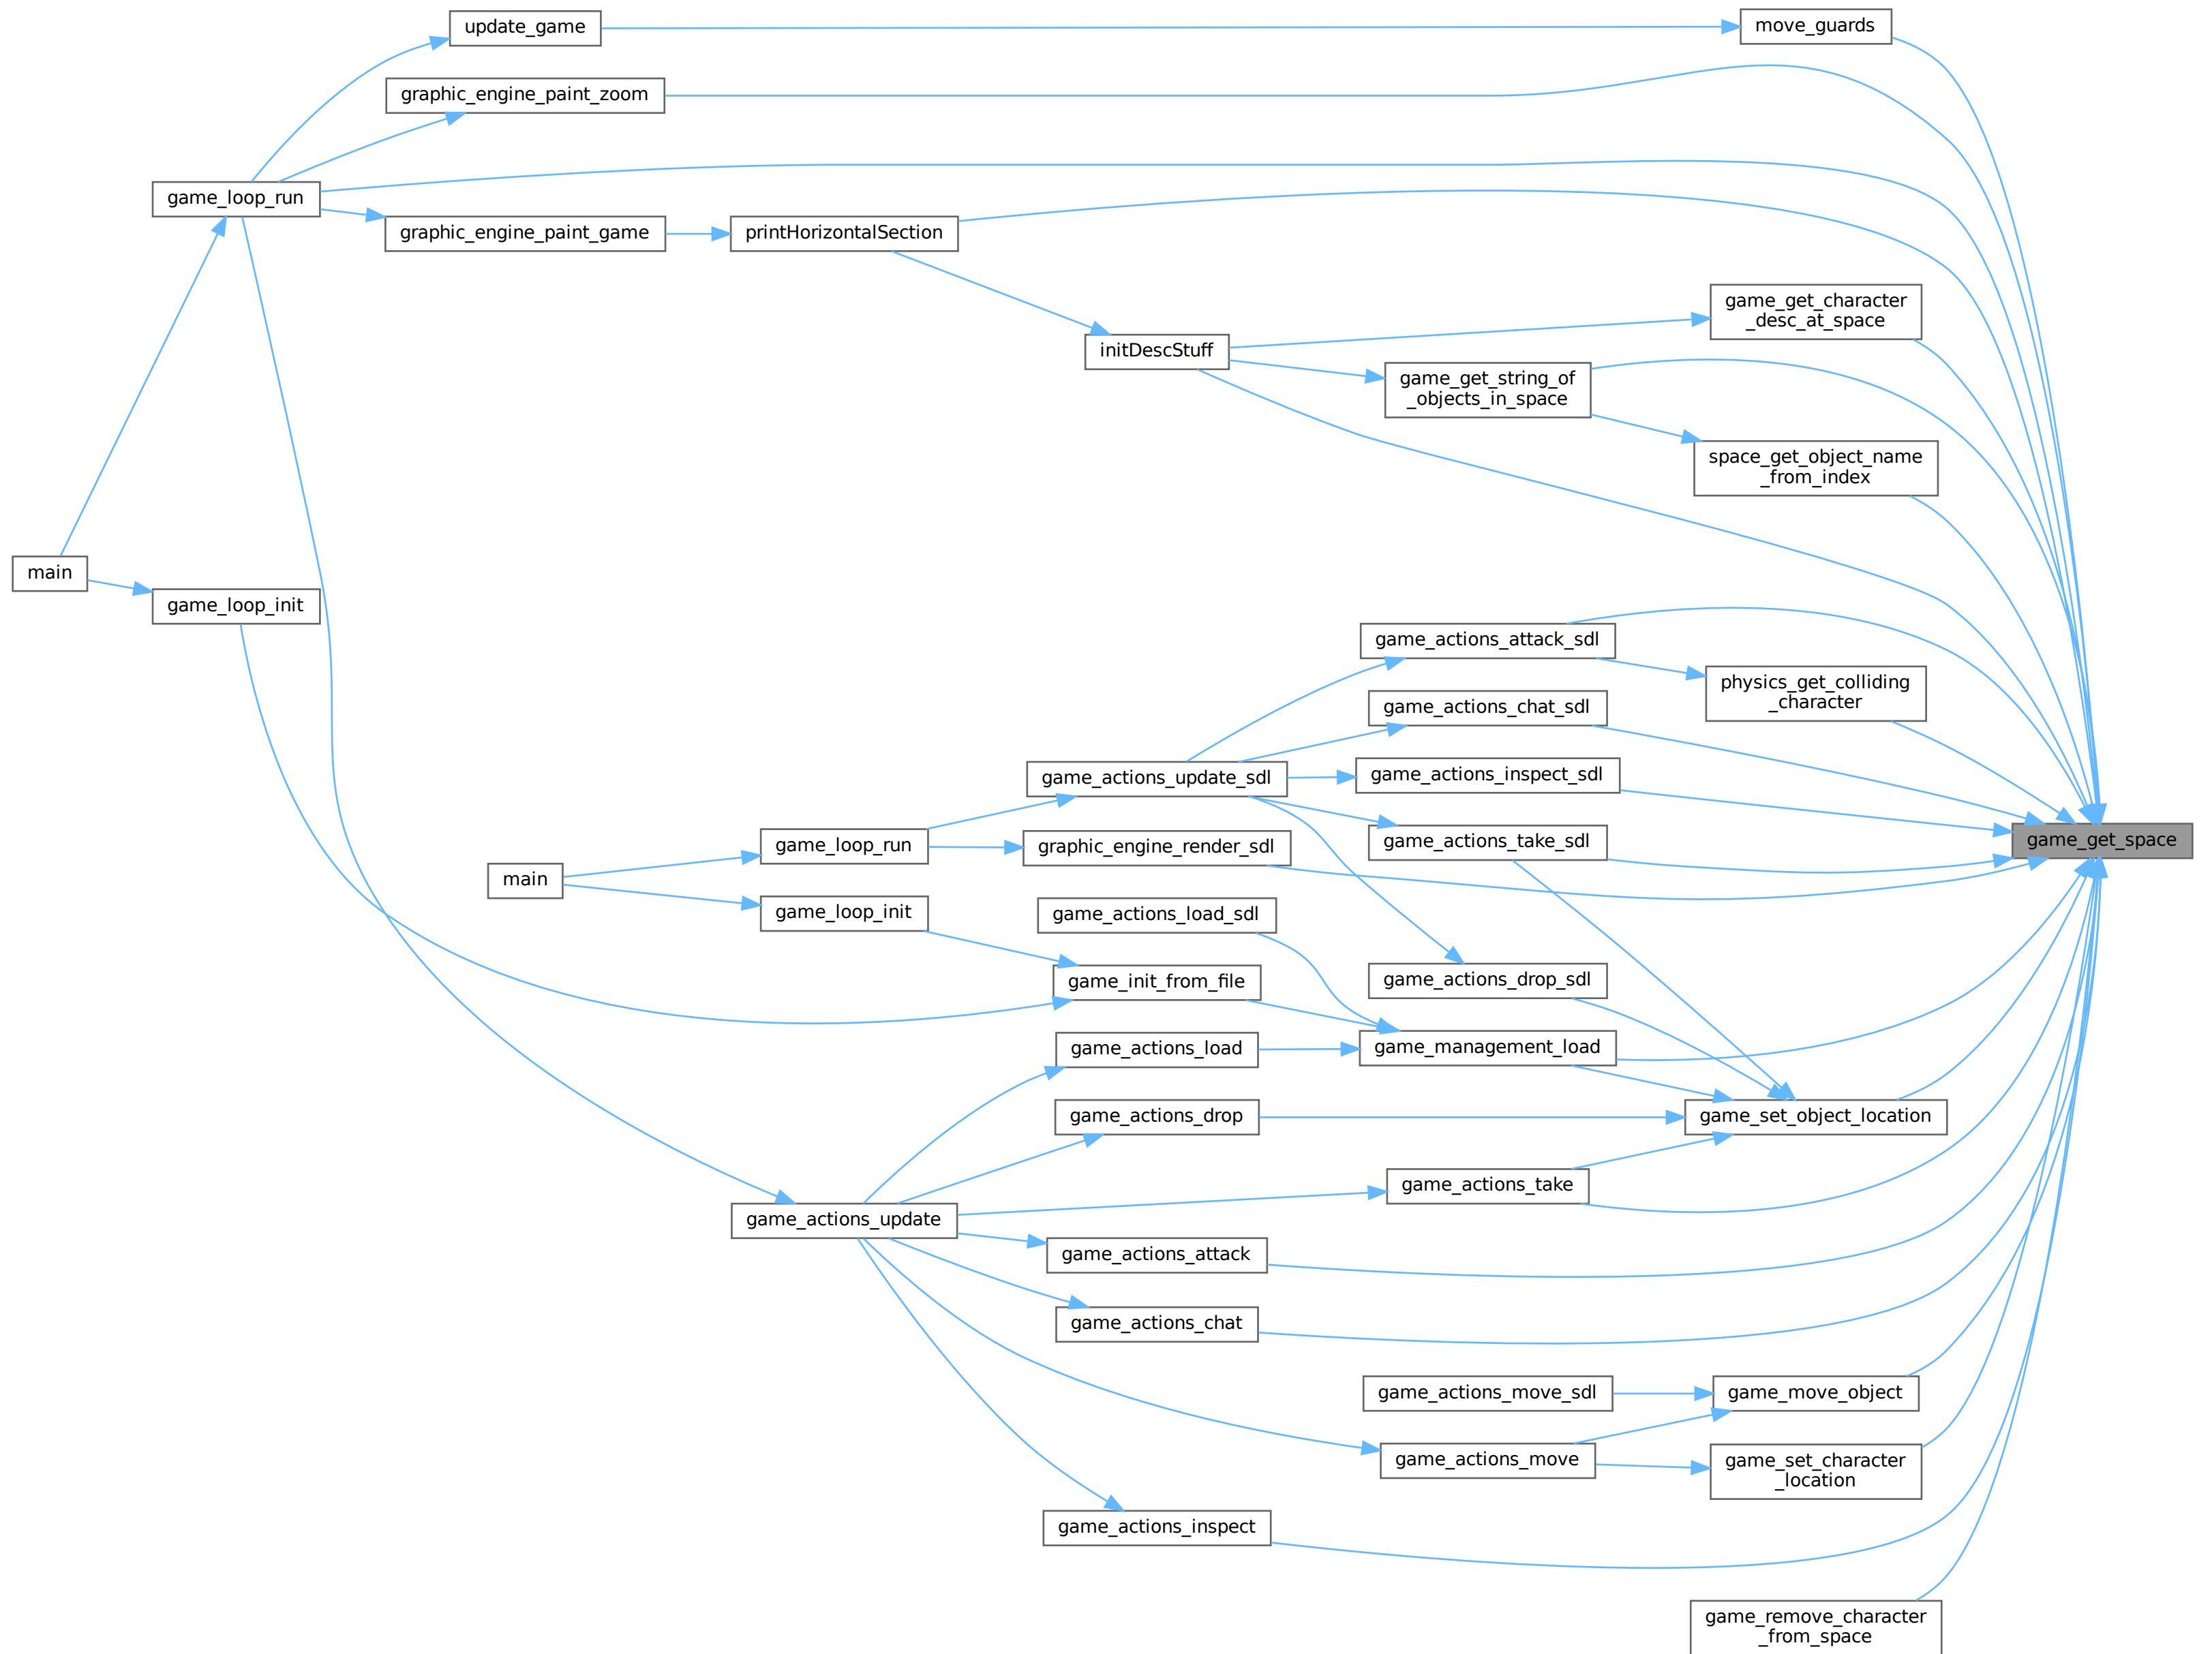 update_game
move_guards
graphic_engine_paint_zoom
game_loop_run
graphic_engine_paint_game
printHorizontalSection
game_get_character
_desc_at_space
initDescStuff
game_get_string_of
_objects_in_space
space_get_object_name
_from_index
main
game_loop_init
game_actions_attack_sdl
physics_get_colliding
_character
game_actions_chat_sdl
game_actions_update_sdl
game_actions_inspect_sdl
game_loop_run
graphic_engine_render_sdl
game_actions_take_sdl
game_get_space
main
game_loop_init
game_actions_load_sdl
game_init_from_file
game_actions_drop_sdl
game_actions_load
game_management_load
game_actions_drop
game_set_object_location
game_actions_take
game_actions_update
game_actions_attack
game_actions_chat
game_actions_move_sdl
game_move_object
game_actions_move
game_set_character
_location
game_actions_inspect
game_remove_character
_from_space